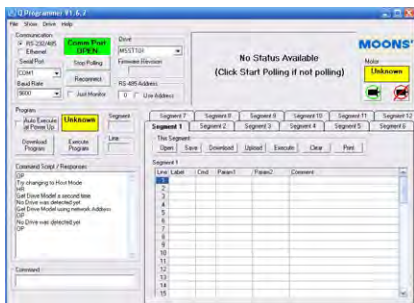 Q Programmer V1.6.2
File Show Drive Help
Communication
RS-232/485
Ethernet
Comm Port
OPEN
Serial Port
COM1
Baud Rate
9600
Stop Polling
Reconnect
Just Monitor
Drive
MSST10-
Firmware Revision
RS-485 Address
0
Use Address
No Status Available
(Click Start Polling if not polling)
MOONS'
Motor
Unknown
Program
Auto Execute
at Power Up
Unknown
Segment
Download
Program
Execute
Program
Line
Segment 7 Segment 8 Segment 9 Segment 10 Segment 11 Segment 12
Segment 1 Segment 2 Segment 3 Segment 4 Segment 5 Segment 6
This Segment
Open Save Download Upload Execute Clear Print
Segment 1
Line Label Cmd Param1 Param2 Comment
1
2
3
4
5
6
7
8
9
10
11
12
13
14
15
Command Script / Responses
OP
Try changing to Host Mode
HR
Get Drive Model a second time
No Drive was detected yet
Get Drive Model using network Address
OP
No Drive was detected yet
OP
Command